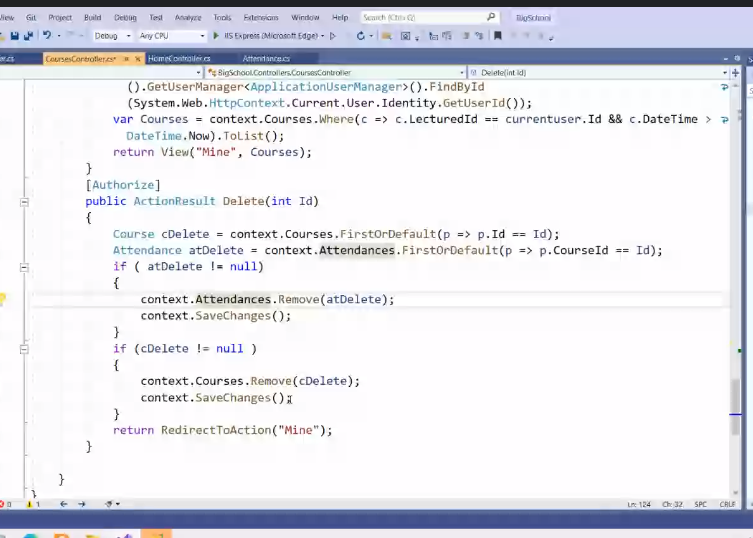 View Git Project Build Debug Test Analyze Tools Extensions Window Help Search (Ctrl+Q) BigSchool
Debug Any CPU IIS Express (Microsoft Edge)
CoursesController.cs* HomeController.cs Attendance.cs
BigSchool.Controllers.CoursesController Delete(int Id)
().GetUserManager<ApplicationUserManager>().FindById
(System.Web.HttpContext.Current.User.Identity.GetUserId());
var Courses = context.Courses.Where(c => c.LecturedId == currentuser.Id && c.DateTime >
DateTime.Now).ToList();
return View("Mine", Courses);
}
[Authorize]
public ActionResult Delete(int Id)
{
Course cDelete = context.Courses.FirstOrDefault(p => p.Id == Id);
Attendance atDelete = context.Attendances.FirstOrDefault(p => p.CourseId == Id);
if ( atDelete != null)
{
context.Attendances.Remove(atDelete);
context.SaveChanges();
}
if (cDelete != null )
{
context.Courses.Remove(cDelete);
context.SaveChanges();
}
return RedirectToAction("Mine");
}
}
}
0 1 Ln: 124 Ch: 32 SPC CRLF